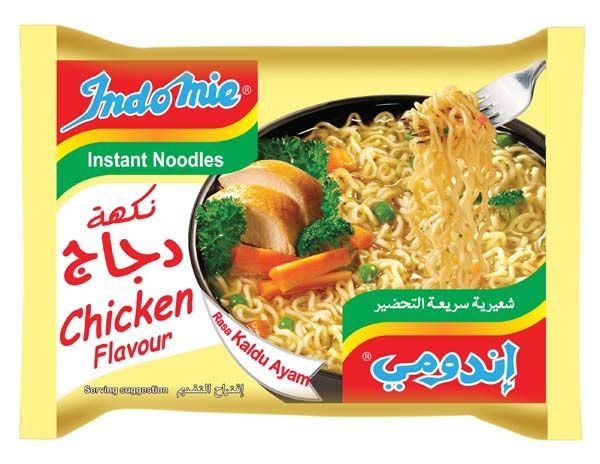 Indomie®
Instant Noodles
نكهة
دجاج
Chicken
Flavour
Rasa Kaldu Ayam
Serving suggestion إقتراح التقديم
شعيرية سريعة التحضير
إندومي®